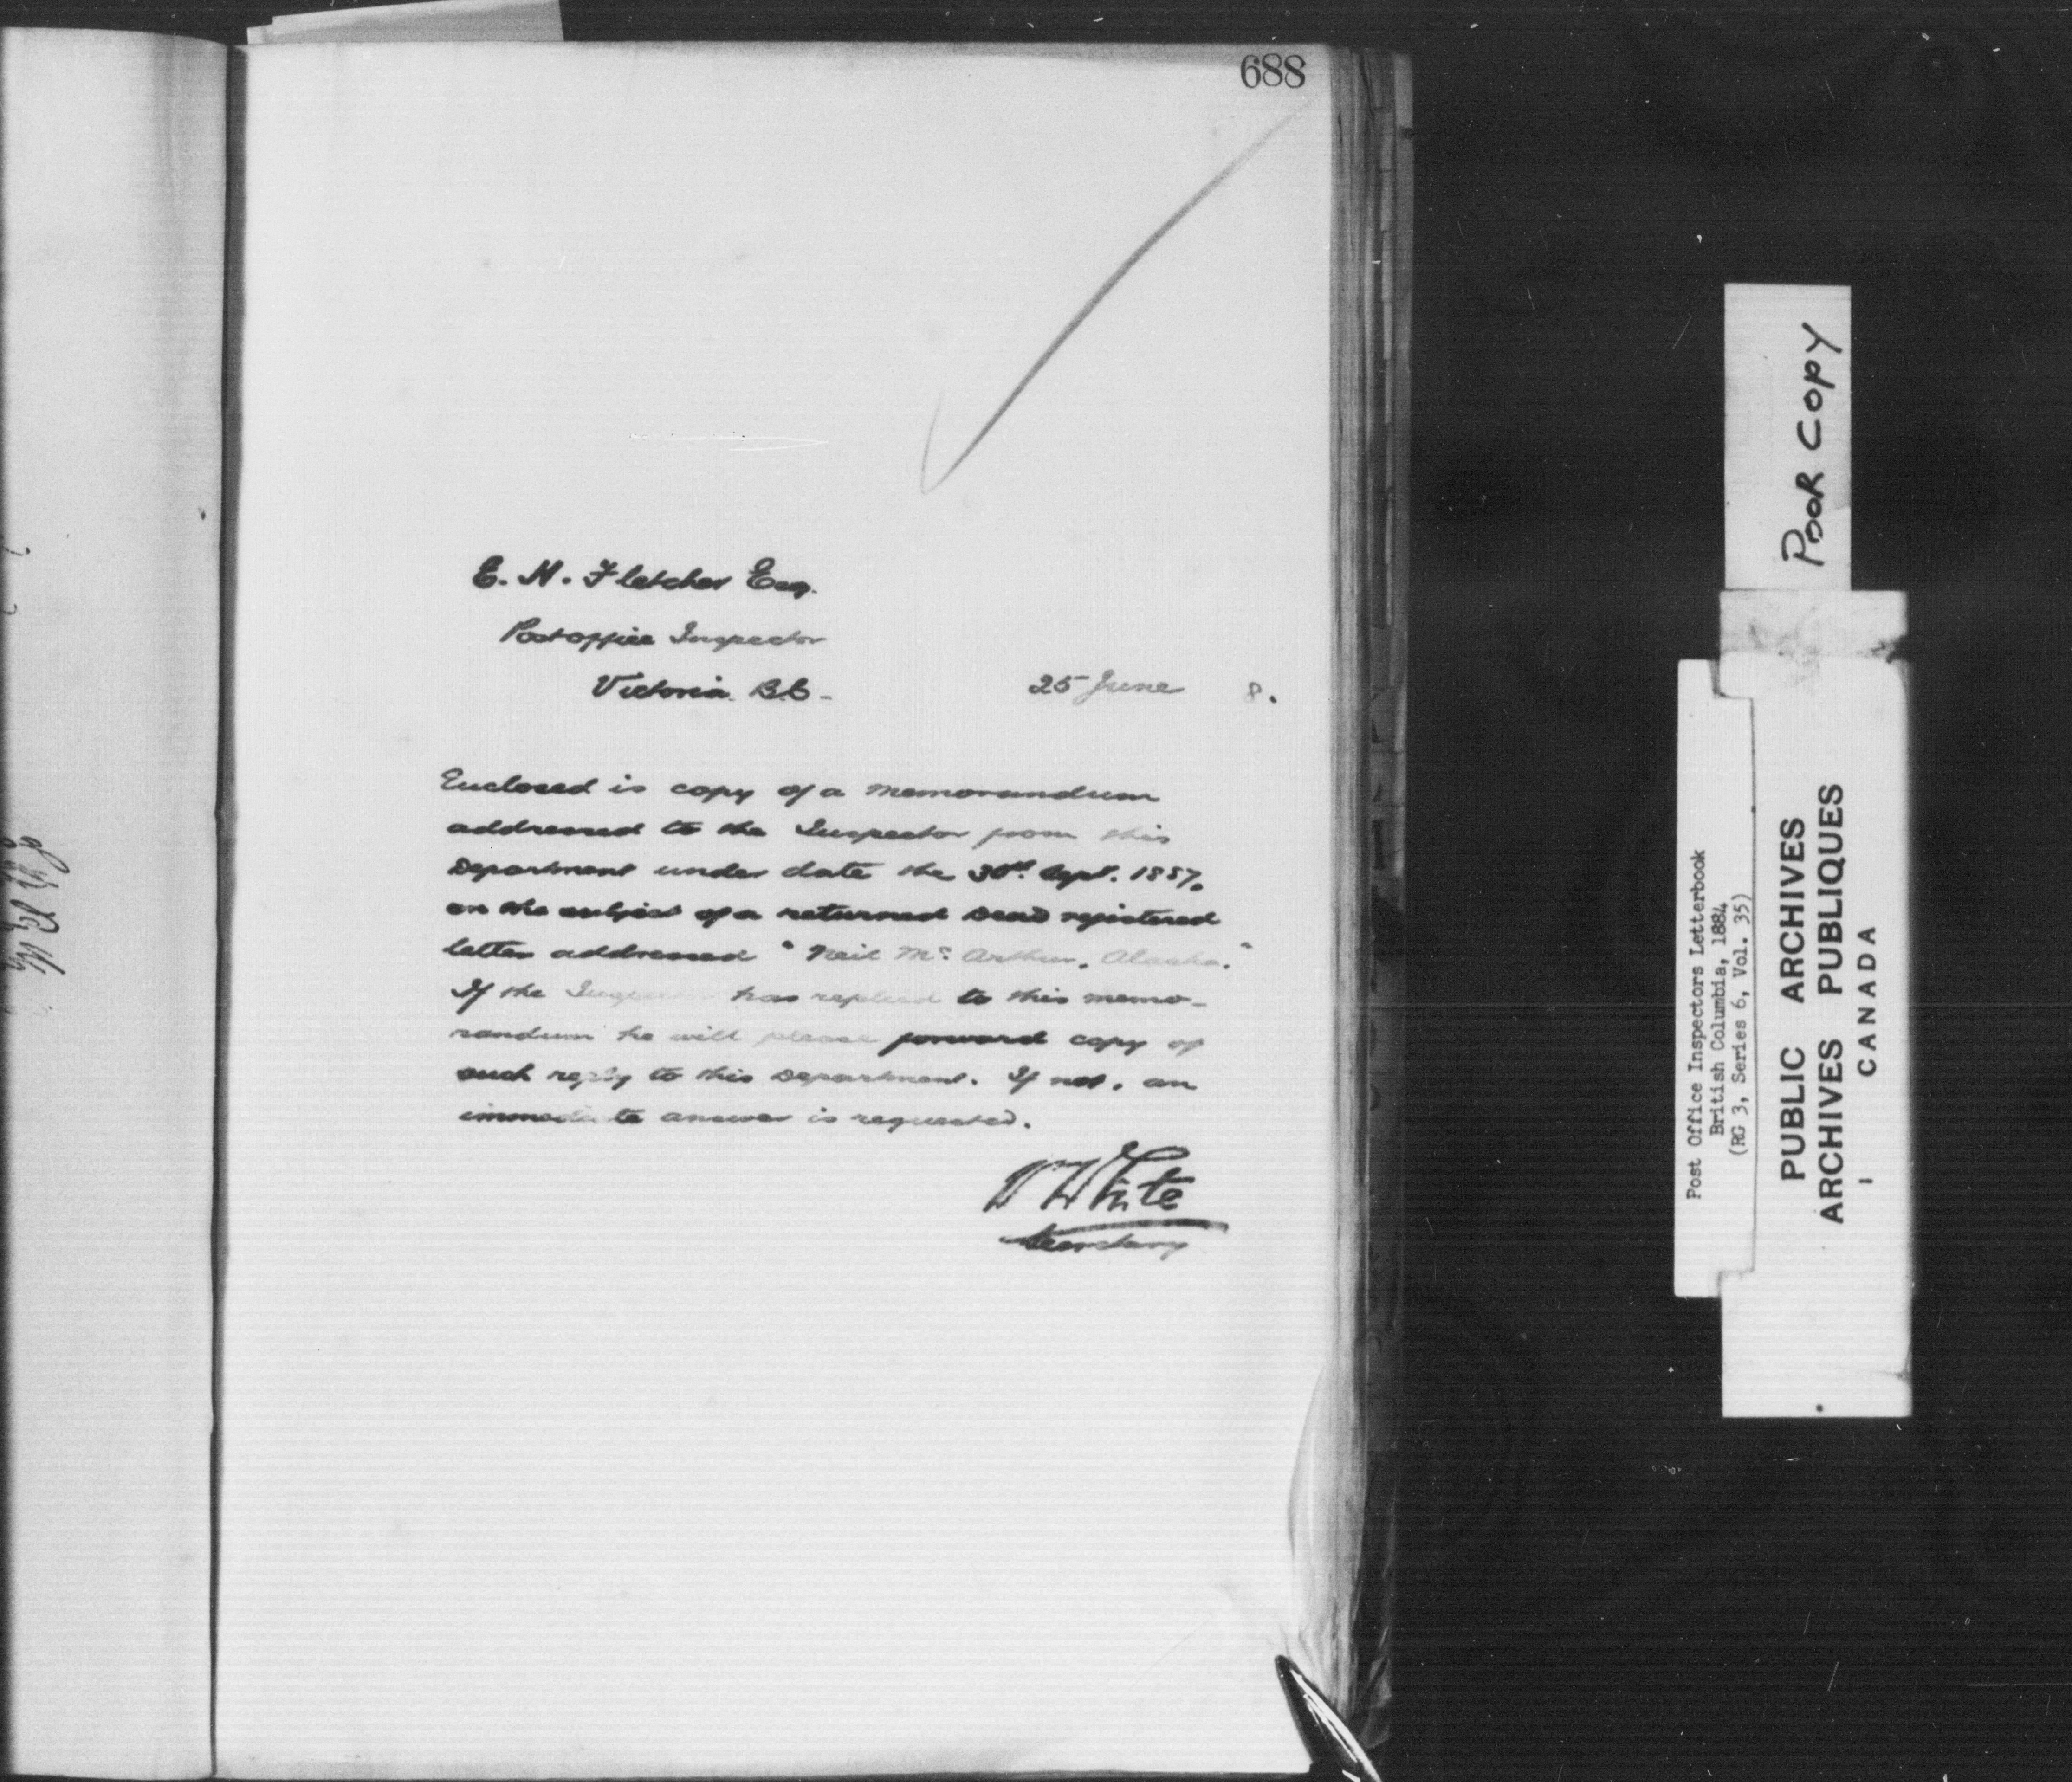 688
E. H. Fletcher Esq.
Postoffice Inspector
Victoria. B.C-
25 June 8.
Enclosed is copy of a memorandum
addressed to the Inspector from this
Department under date the 30th. Sept. 1887.
on the subject of a returned Dead registered
letter addressed "Neil Mc. Arthur, Alaska."
If the Inspector has replied to this memo-
randum he will please forward copy of
such reply to this Department. If not, an
immediate answer is requested.
W White
Secretary
POOR COPY
Post Office Inspectors Letterbook
British Columbia, 1884
(RG 3, Series 6, Vol. 35)
PUBLIC ARCHIVES
ARCHIVES PUBLIQUES
CANADA